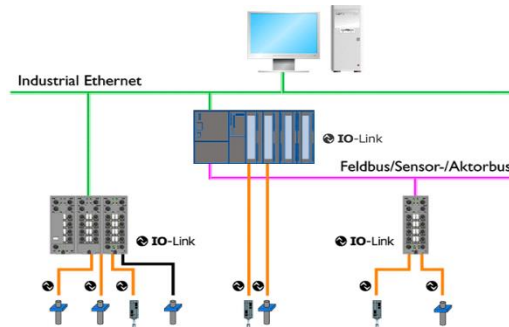 Industrial Ethernet
IO-Link
Feldbus/Sensor-/Aktorbus
IO-Link
IO-Link